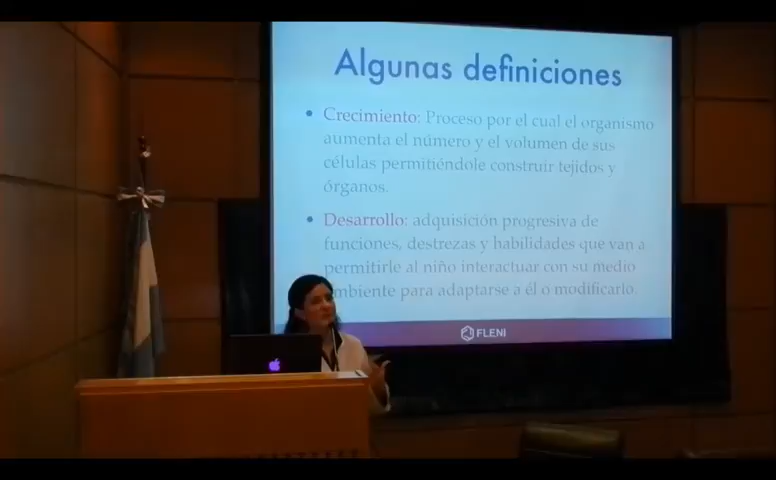 Algunas definiciones
• Crecimiento: Proceso por el cual el organismo
aumenta el número y el volumen de sus
células permitiéndole construir tejidos y
órganos.
• Desarrollo: adquisición progresiva de
funciones, destrezas y habilidades que van a
permitirle al niño interactuar con su medio
mbiente para adaptarse a él o modificarlo.
FLENI